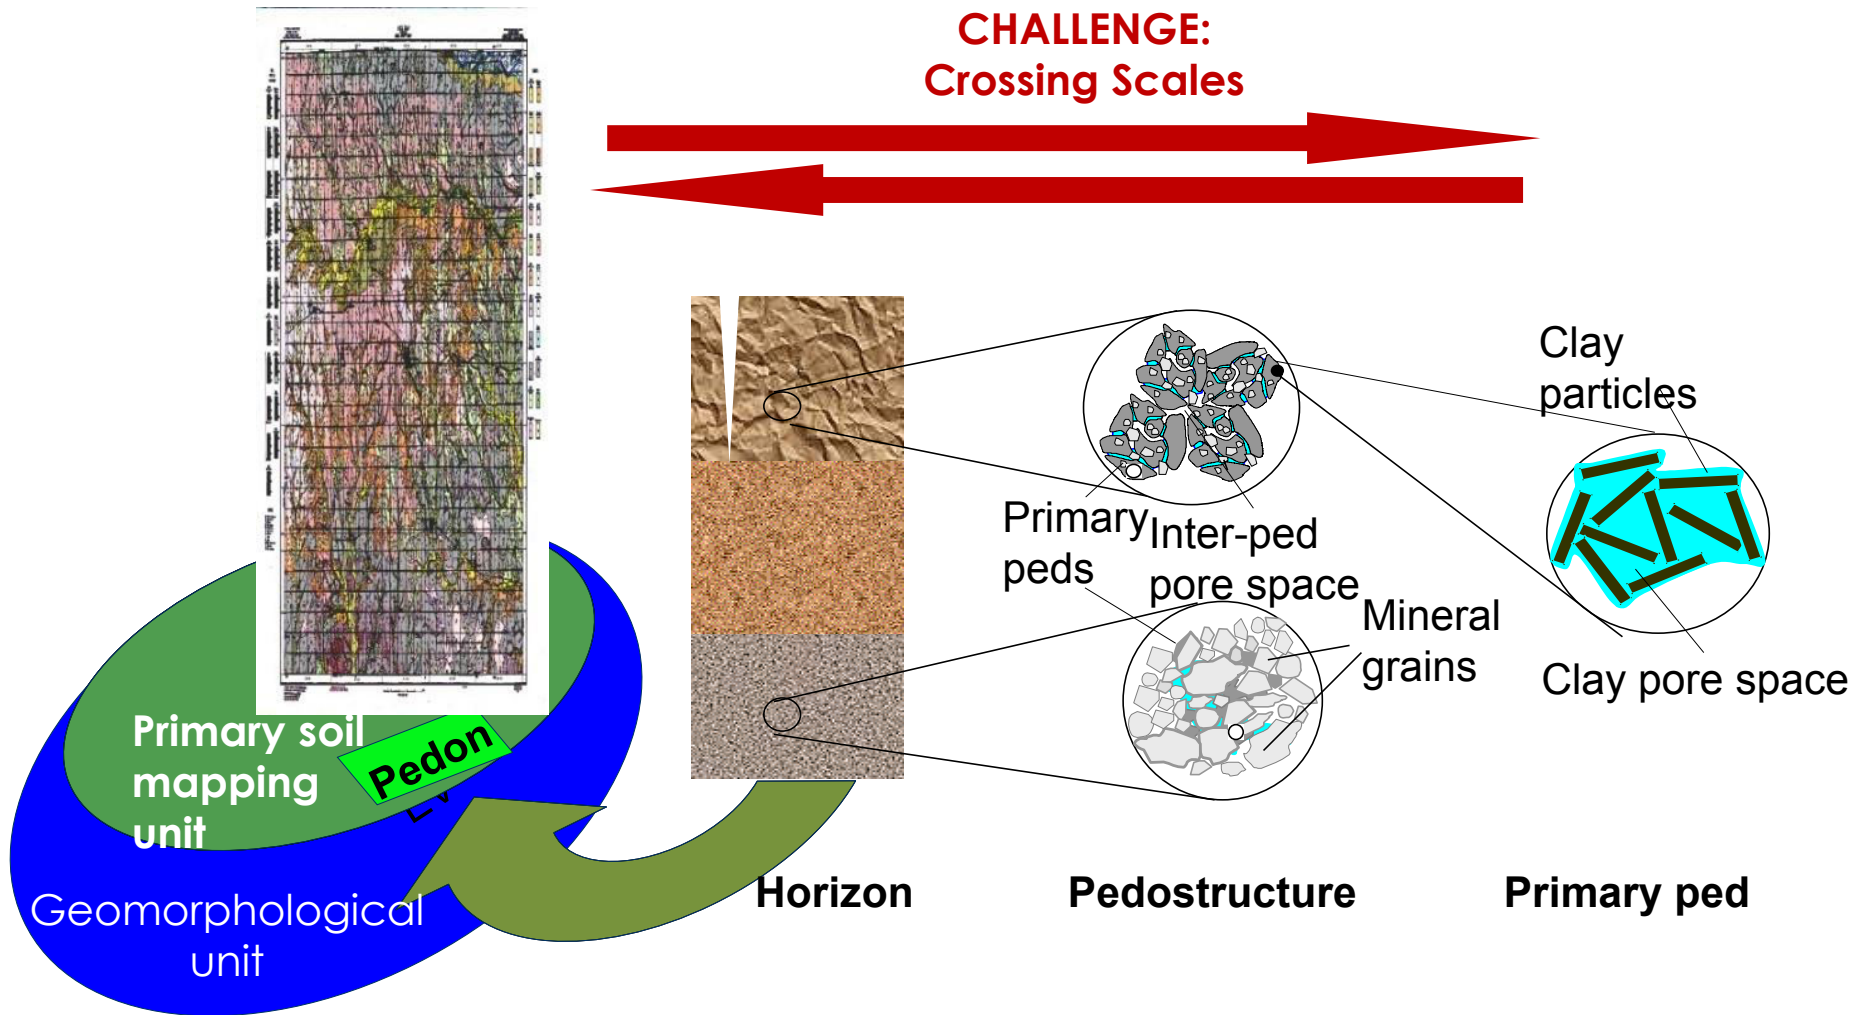 CHALLENGE:
Crossing Scales
Clay
particles
Primary
peds
Inter-ped
pore space
Mineral
grains
Clay pore space
Primary soil
mapping
unit
Pedon
Geomorphological
unit
Horizon
Pedostructure
Primary ped